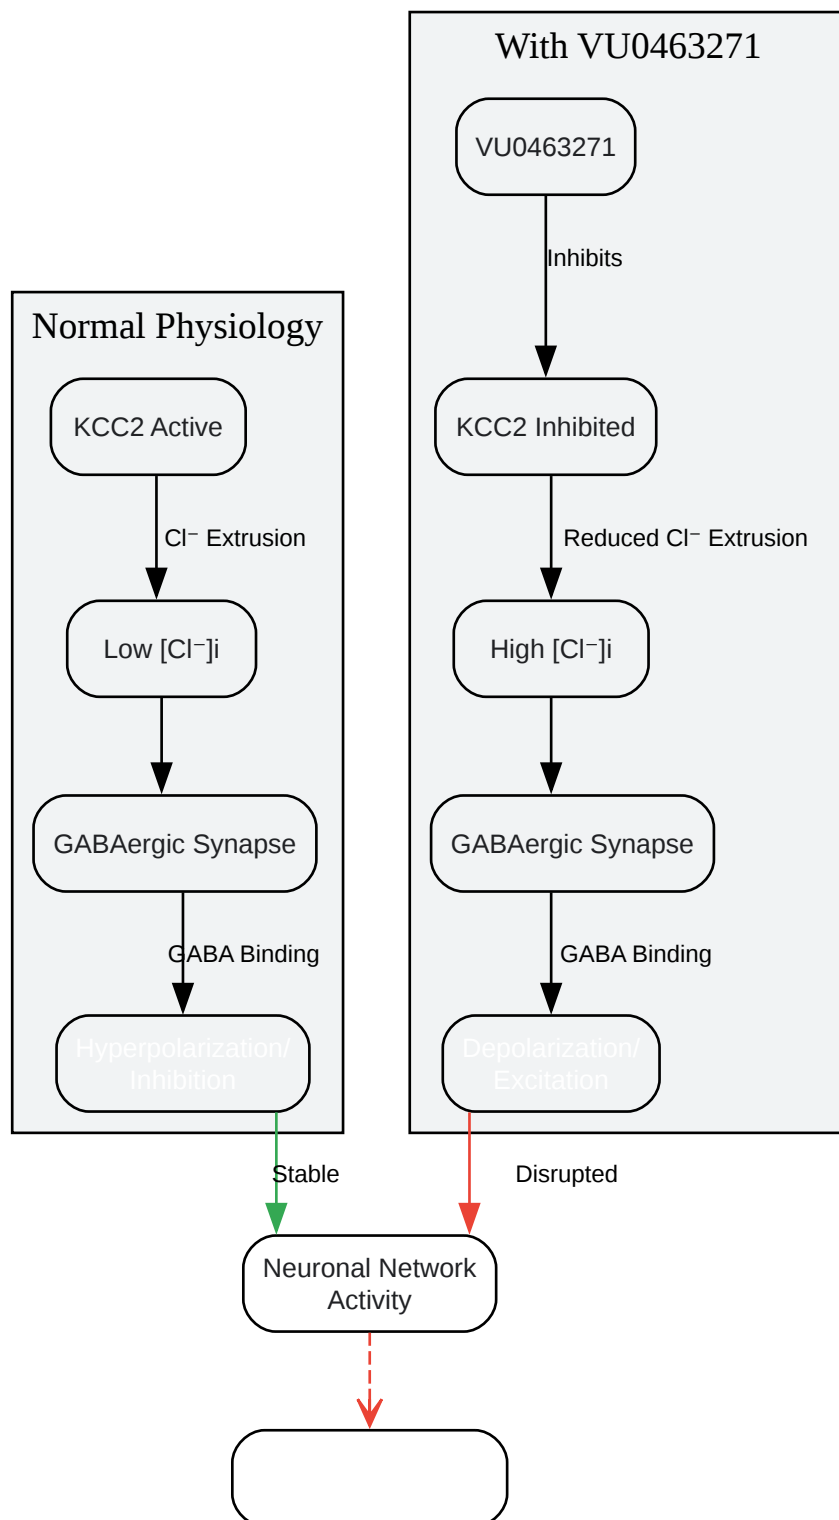 With VU0463271
VU0463271
Inhibits
Normal Physiology
KCC2 Active
KCC2 Inhibited
Cl⁻ Extrusion
Reduced Cl⁻ Extrusion
Low [Cl⁻]i
High [Cl⁻]i
GABAergic Synapse
GABAergic Synapse
GABA Binding
GABA Binding
Hyperpolarization/
Inhibition
Depolarization/
Excitation
Stable
Disrupted
Neuronal Network
Activity